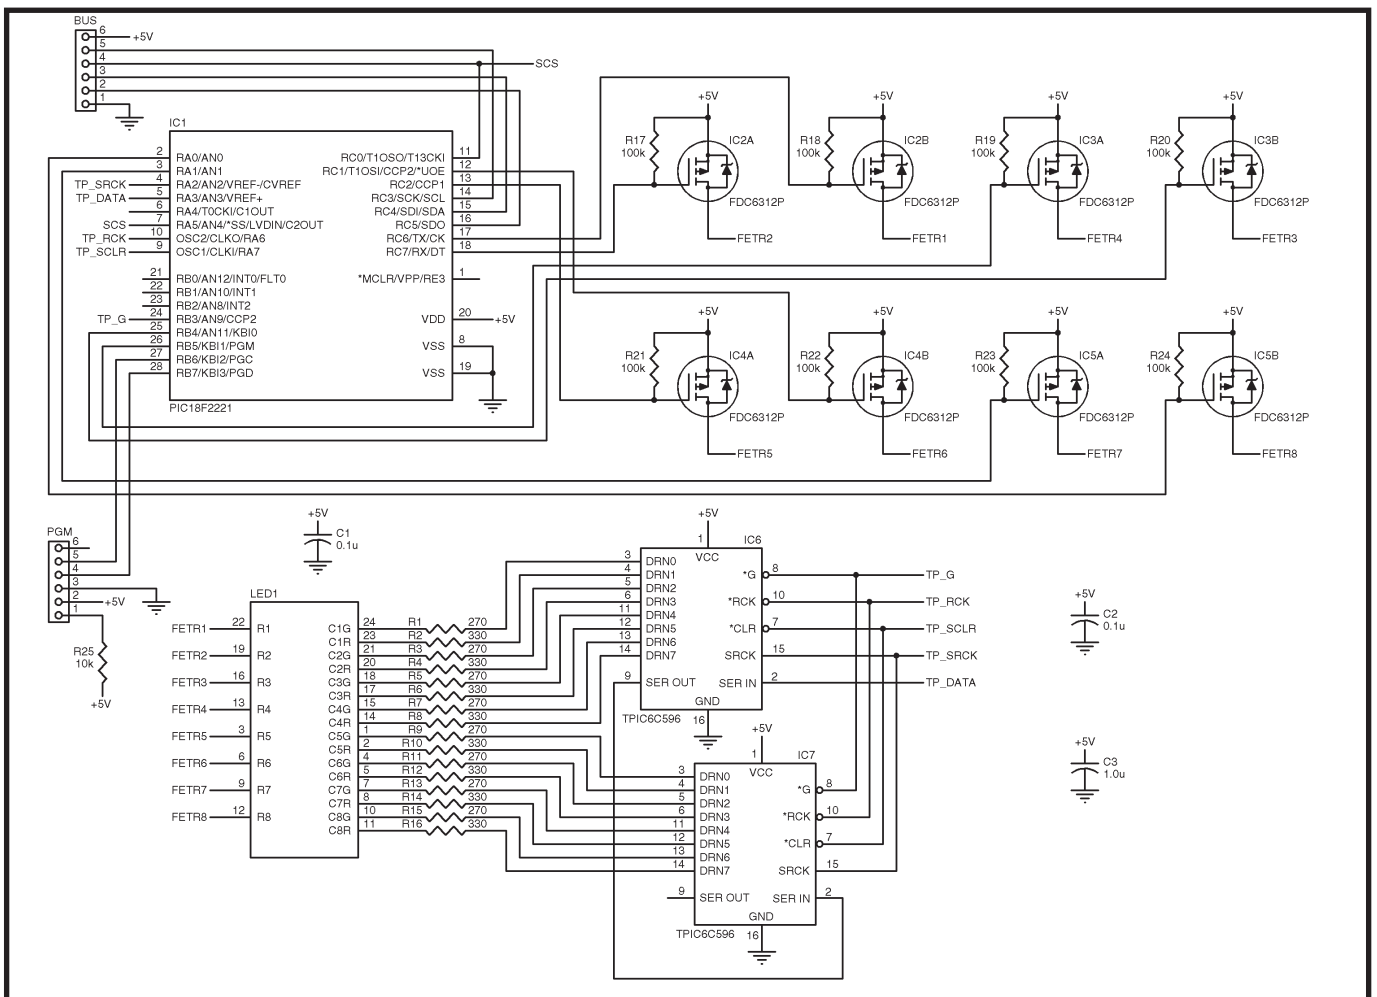 BUS
6 +5V
5
4 SCS
3
2
1
IC1
2 RA0/AN0 RC0/T1OSO/T13CKI 11
3 RA1/AN1 RC1/T1OSI/CCP2/*UOE 12
TP_SRCK 4 RA2/AN2/VREF-/CVREF RC2/CCP1 13
TP_DATA 5 RA3/AN3/VREF+ RC3/SCK/SCL 14
6 RA4/T0CKI/C1OUT RC4/SDI/SDA 15
SCS 7 RA5/AN4/*SS/LVDIN/C2OUT RC5/SDO 16
TP_RCK 10 OSC2/CLKO/RA6 RC6/TX/CK 17
TP_SCLR 9 OSC1/CLKI/RA7 RC7/RX/DT 18
21 RB0/AN12/INT0/FLT0 *MCLR/VPP/RE3 1
22 RB1/AN10/INT1
23 RB2/AN8/INT2
TP_G 24 RB3/AN9/CCP2 VDD 20 +5V
25 RB4/AN11/KBI0
26 RB5/KBI1/PGM VSS 8
27 RB6/KBI2/PGC
28 RB7/KBI3/PGD VSS 19
PIC18F2221
+5V +5V +5V +5V
R17 IC2A R18 IC2B R19 IC3A R20 IC3B
100k 100k 100k 100k
FDC6312P FDC6312P FDC6312P FDC6312P
FETR2 FETR1 FETR4 FETR3
+5V +5V +5V +5V
R21 IC4A R22 IC4B R23 IC5A R24 IC5B
100k 100k 100k 100k
FDC6312P FDC6312P FDC6312P FDC6312P
FETR5 FETR6 FETR7 FETR8
PGM
6
5
4
3
2 +5V
1
R25
10k
+5V
+5V
C1
0.1u
LED1
FETR1 22 R1
FETR2 19 R2
FETR3 16 R3
FETR4 13 R4
FETR5 3 R5
FETR6 6 R6
FETR7 9 R7
FETR8 12 R8
C1G 24 R1 270
C1R 23 R2 330
C2G 21 R3 270
C2R 20 R4 330
C3G 18 R5 270
C3R 17 R6 330
C4G 15 R7 270
C4R 14 R8 330
C5G 1 R9 270
C5R 2 R10 330
C6G 4 R11 270
C6R 5 R12 330
C7G 7 R13 270
C7R 8 R14 330
C8G 10 R15 270
C8R 11 R16 330
+5V
1 IC6
VCC
3 DRN0
4 DRN1 *G 8 TP_G
5 DRN2
6 DRN3 *RCK 10 TP_RCK
11 DRN4
12 DRN5 *CLR 7 TP_SCLR
13 DRN6
14 DRN7 SRCK 15 TP_SRCK
9 SER OUT SER IN 2 TP_DATA
GND
TPIC6C596 16
+5V
1 IC7
VCC
3 DRN0
4 DRN1 *G 8
5 DRN2
6 DRN3 *RCK 10
11 DRN4
12 DRN5 *CLR 7
13 DRN6
14 DRN7 SRCK 15
9 SER OUT SER IN 2
GND
TPIC6C596 16
+5V
C2
0.1u
+5V
C3
1.0u